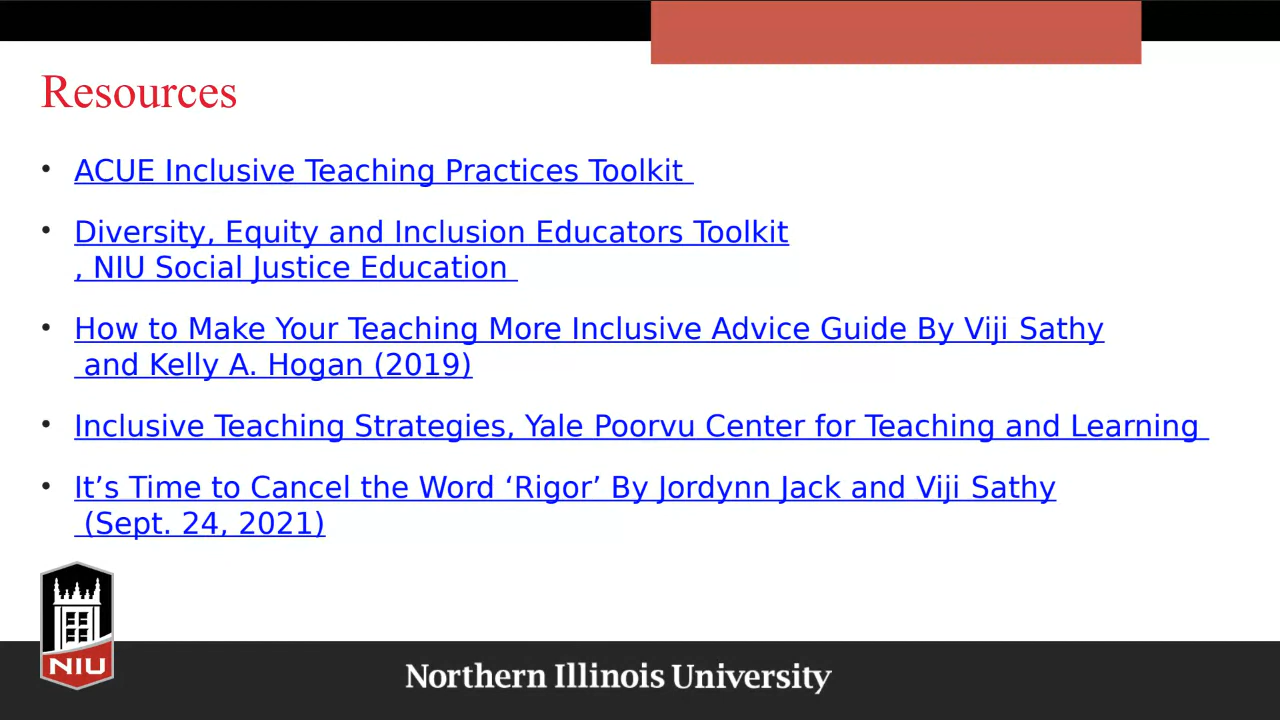 Resources
• ACUE Inclusive Teaching Practices Toolkit
• Diversity, Equity and Inclusion Educators Toolkit
, NIU Social Justice Education
• How to Make Your Teaching More Inclusive Advice Guide By Viji Sathy
and Kelly A. Hogan (2019)
• Inclusive Teaching Strategies, Yale Poorvu Center for Teaching and Learning
• It’s Time to Cancel the Word ‘Rigor’ By Jordynn Jack and Viji Sathy
(Sept. 24, 2021)
NIU
Northern Illinois University